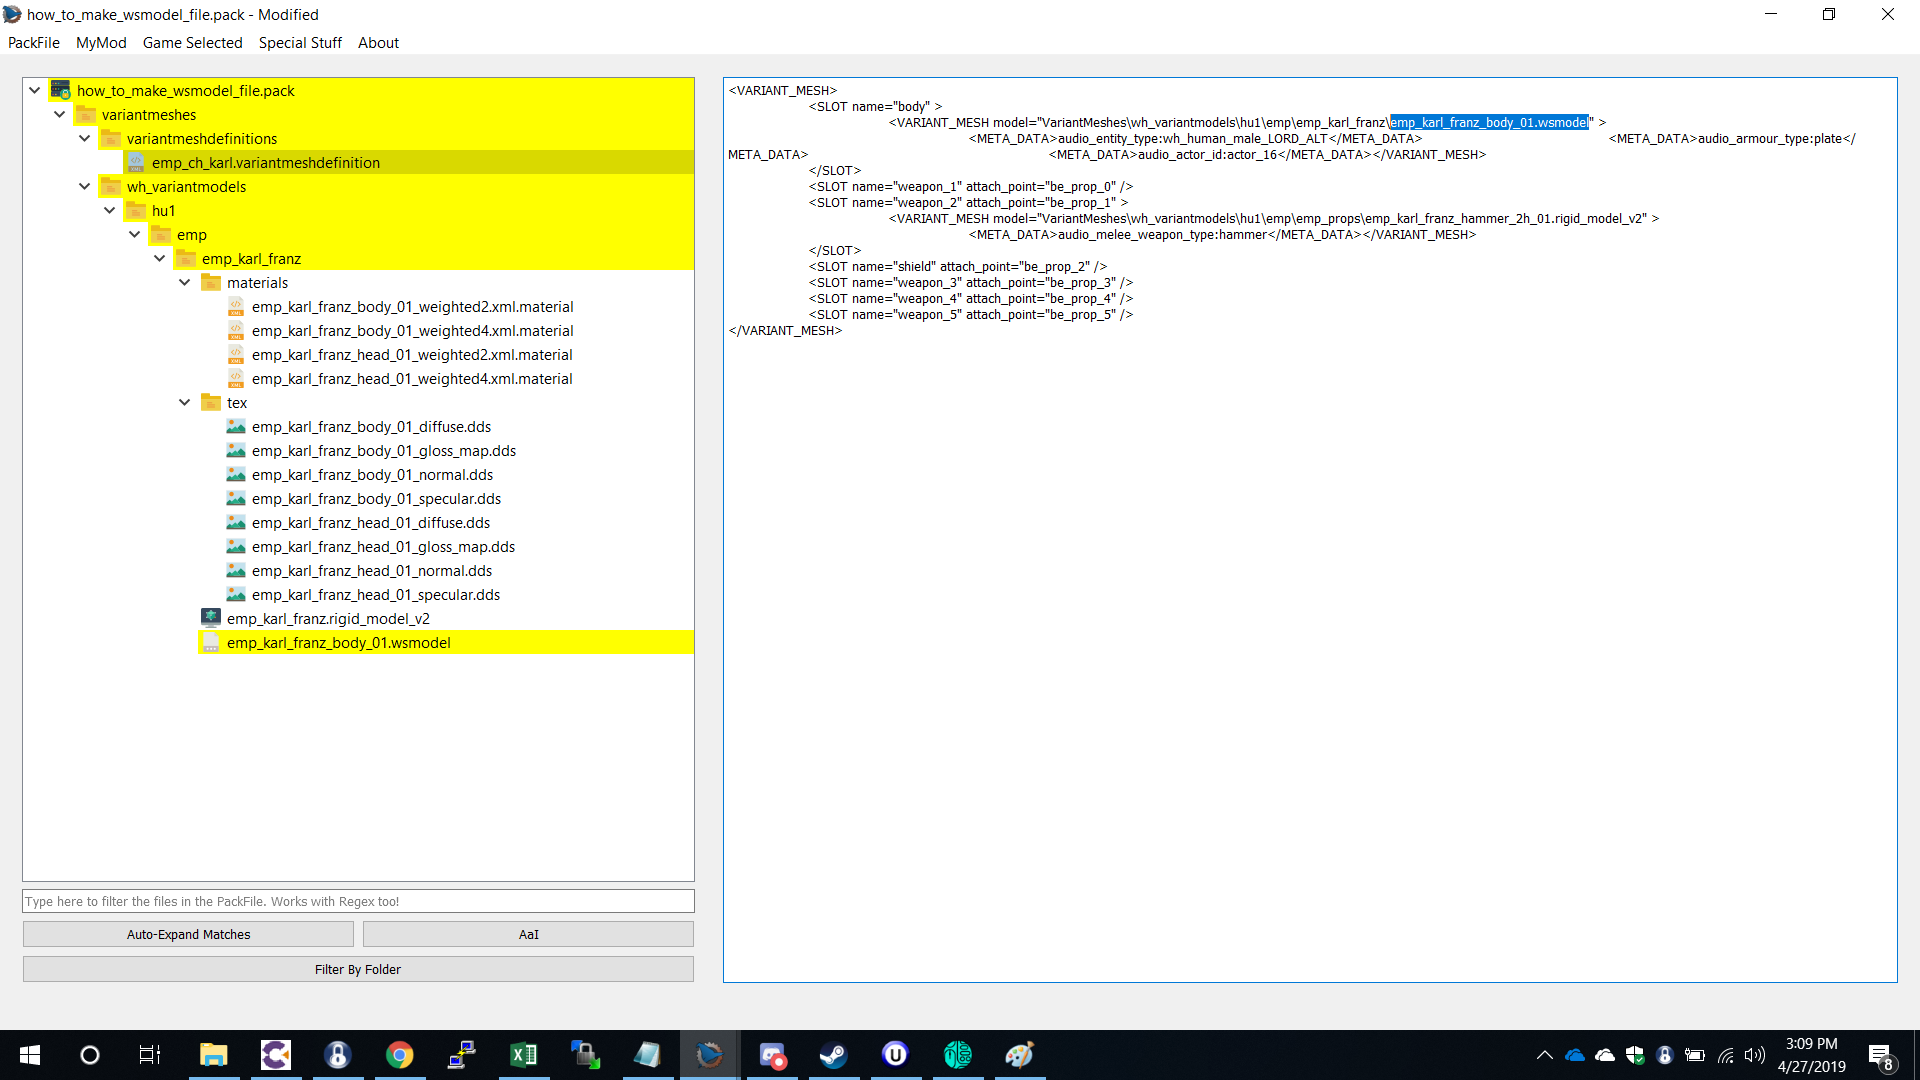 how_to_make_wsmodel_file.pack - Modified
PackFile MyMod Game Selected Special Stuff About
how_to_make_wsmodel_file.pack
variantmeshes
variantmeshdefinitions
emp_ch_karl.variantmeshdefinition
wh_variantmodels
hu1
emp
emp_karl_franz
materials
emp_karl_franz_body_01_weighted2.xml.material
emp_karl_franz_body_01_weighted4.xml.material
emp_karl_franz_head_01_weighted2.xml.material
emp_karl_franz_head_01_weighted4.xml.material
tex
emp_karl_franz_body_01_diffuse.dds
emp_karl_franz_body_01_gloss_map.dds
emp_karl_franz_body_01_normal.dds
emp_karl_franz_body_01_specular.dds
emp_karl_franz_head_01_diffuse.dds
emp_karl_franz_head_01_gloss_map.dds
emp_karl_franz_head_01_normal.dds
emp_karl_franz_head_01_specular.dds
emp_karl_franz.rigid_model_v2
emp_karl_franz_body_01.wsmodel
Type here to filter the files in the PackFile. Works with Regex too!
Auto-Expand Matches AaI
Filter By Folder
<VARIANT_MESH>
<SLOT name="body" >
<VARIANT_MESH model="VariantMeshes\wh_variantmodels\hu1\emp\emp_karl_franz\emp_karl_franz_body_01.wsmodel" >
<META_DATA>audio_entity_type:wh_human_male_LORD_ALT</META_DATA> <META_DATA>audio_armour_type:plate</
META_DATA> <META_DATA>audio_actor_id:actor_16</META_DATA></VARIANT_MESH>
</SLOT>
<SLOT name="weapon_1" attach_point="be_prop_0" />
<SLOT name="weapon_2" attach_point="be_prop_1" >
<VARIANT_MESH model="VariantMeshes\wh_variantmodels\hu1\emp\emp_props\emp_karl_franz_hammer_2h_01.rigid_model_v2" >
<META_DATA>audio_melee_weapon_type:hammer</META_DATA></VARIANT_MESH>
</SLOT>
<SLOT name="shield" attach_point="be_prop_2" />
<SLOT name="weapon_3" attach_point="be_prop_3" />
<SLOT name="weapon_4" attach_point="be_prop_4" />
<SLOT name="weapon_5" attach_point="be_prop_5" />
</VARIANT_MESH>
3:09 PM
4/27/2019
8